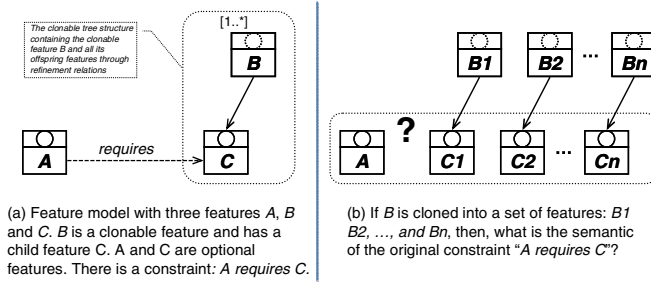 The clonable tree structure
containing the clonable
feature B and all its
offspring features through
refinement relations
[1..*]
B
A
requires
C
(a) Feature model with three features A, B
and C. B is a clonable feature and has a
child feature C. A and C are optional
features. There is a constraint: A requires C.
B1
B2
...
Bn
A
?
C1
C2
...
Cn
(b) If B is cloned into a set of features: B1
B2, ..., and Bn, then, what is the semantic
of the original constraint “A requires C”?